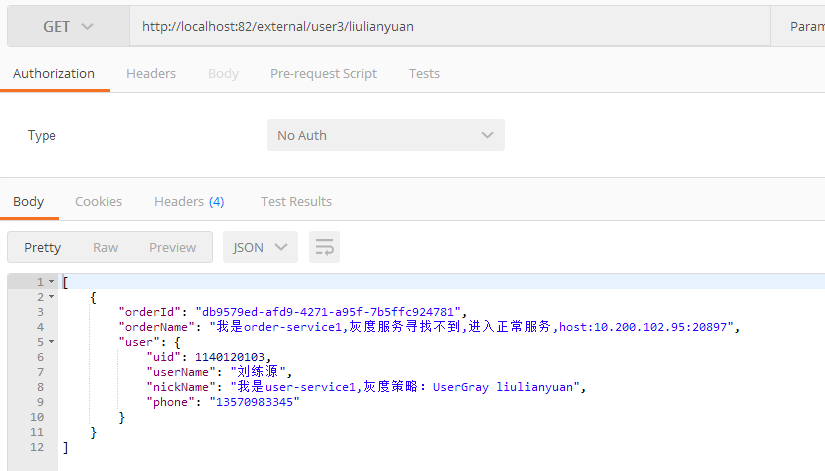 GET http://localhost:82/external/user3/liulianyuan Param
Authorization Headers Body Pre-request Script Tests
Type No Auth
Body Cookies Headers (4) Test Results
Pretty Raw Preview JSON
1 [
2 {
3 "orderId": "db9579ed-afd9-4271-a95f-7b5ffc924781",
4 "orderName": "我是order-service1,灰度服务寻找不到,进入正常服务,host:10.200.102.95:20897",
5 "user": {
6 "uid": 1140120103,
7 "userName": "刘练源",
8 "nickName": "我是user-service1,灰度策略: UserGray liulianyuan",
9 "phone": "13570983345"
10 }
11 }
12 ]